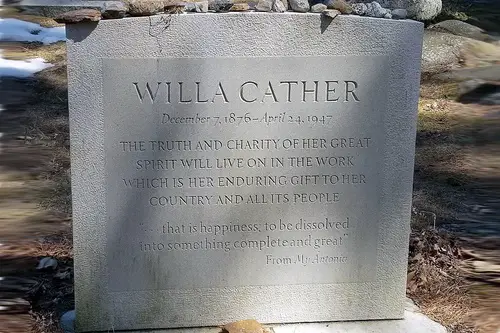 WILLA CATHER
December 7, 1876–April 24, 1947
THE TRUTH AND CHARITY OF HER GREAT
SPIRIT WILL LIVE ON IN THE WORK
WHICH IS HER ENDURING GIFT TO HER
COUNTRY AND ALL ITS PEOPLE
"... that is happiness; to be dissolved
into something complete and great"
From My Antonia